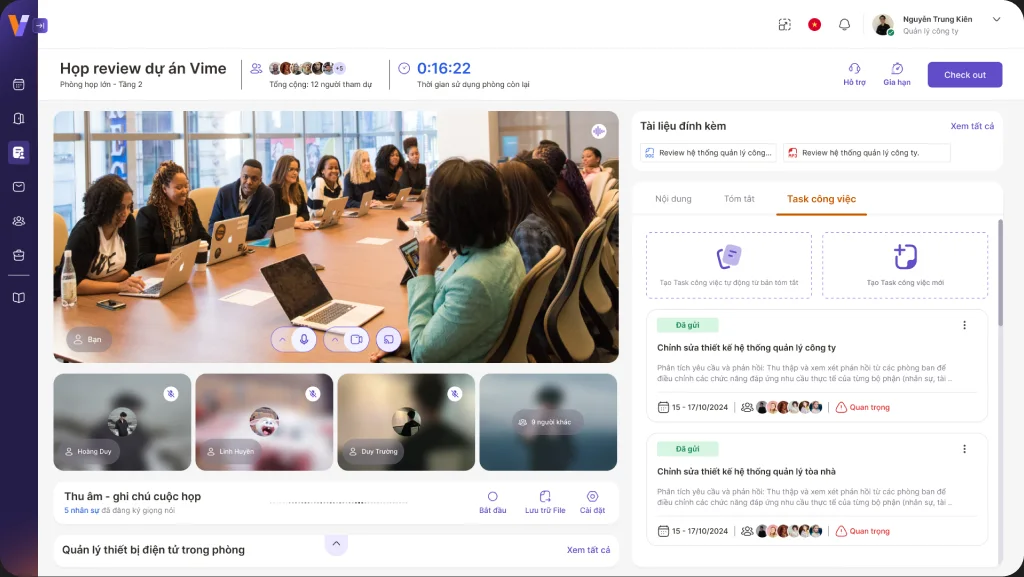 Nguyễn Trung Kiên
Quản lý công ty
Họp review dự án Vime
Phòng họp lớn - Tầng 2
+5
Tổng cộng: 12 người tham dự
0:16:22
Thời gian sử dụng phòng còn lại
Hỗ trợ
Gia hạn
Check out
Bạn
Hoàng Duy
Linh Huyền
Duy Trường
9 người khác
Thu âm - ghi chú cuộc họp
5 nhân sự đã đăng ký giọng nói
Bắt đầu
Lưu trữ File
Cài đặt
Quản lý thiết bị điện tử trong phòng
Xem tất cả
Tài liệu đính kèm
Xem tất cả
DOC
Review hệ thống quản lý công...
MP3
Review hệ thống quản lý công ty.
Nội dung
Tóm tắt
Task công việc
Tạo Task công việc tự động từ bản tóm tắt
Tạo Task công việc mới
Đã gửi
Chỉnh sửa thiết kế hệ thống quản lý công ty
Phân tích yêu cầu và phản hồi: Thu thập và xem xét phản hồi từ các phòng ban để
điều chỉnh các chức năng đáp ứng nhu cầu thực tế của từng bộ phận (nhân sự, tài ...
15 - 17/10/2024
Quan trọng
Đã gửi
Chỉnh sửa thiết kế hệ thống quản lý tòa nhà
Phân tích yêu cầu và phản hồi: Thu thập và xem xét phản hồi từ các phòng ban để
điều chỉnh các chức năng đáp ứng nhu cầu thực tế của từng bộ phận (nhân sự, tài ...
15 - 17/10/2024
Quan trọng